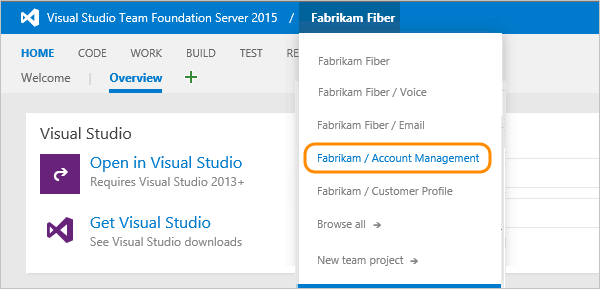 Visual Studio Team Foundation Server 2015 / Fabrikam Fiber
HOME CODE WORK BUILD TEST RE
Welcome | Overview +
Fabrikam Fiber
Fabrikam Fiber / Voice
Fabrikam Fiber / Email
Fabrikam / Account Management
Fabrikam / Customer Profile
Browse all →
New team project →
Visual Studio
Open in Visual Studio
Requires Visual Studio 2013+
Get Visual Studio
See Visual Studio downloads